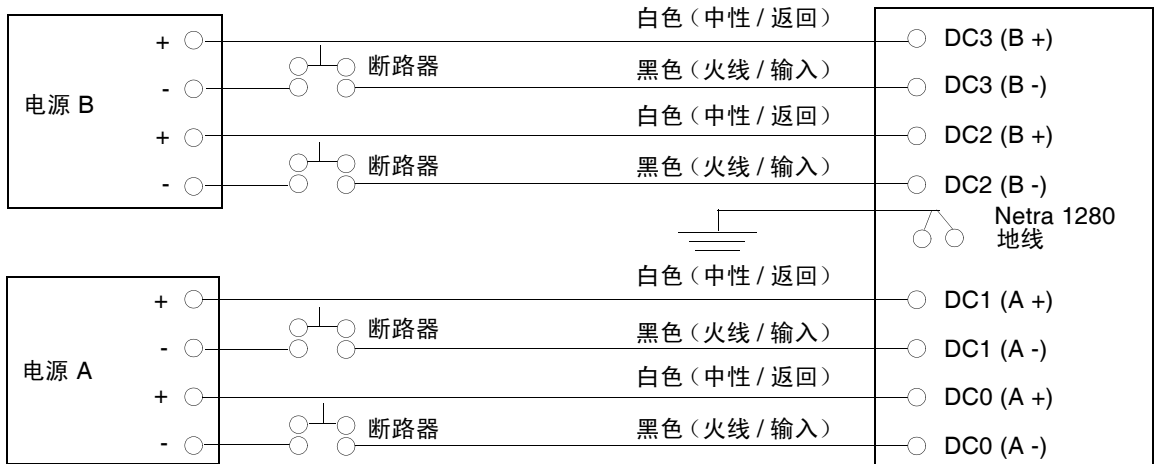 白色（中性 / 返回）
+ DC3 (B +)
断路器
黑色（火线 / 输入）
- DC3 (B -)
电源 B
白色（中性 / 返回）
+ DC2 (B +)
断路器
黑色（火线 / 输入）
- DC2 (B -)
Netra 1280
地线
白色（中性 / 返回）
+ DC1 (A +)
断路器
黑色（火线 / 输入）
- DC1 (A -)
电源 A
白色（中性 / 返回）
+ DC0 (A +)
断路器
黑色（火线 / 输入）
- DC0 (A -)